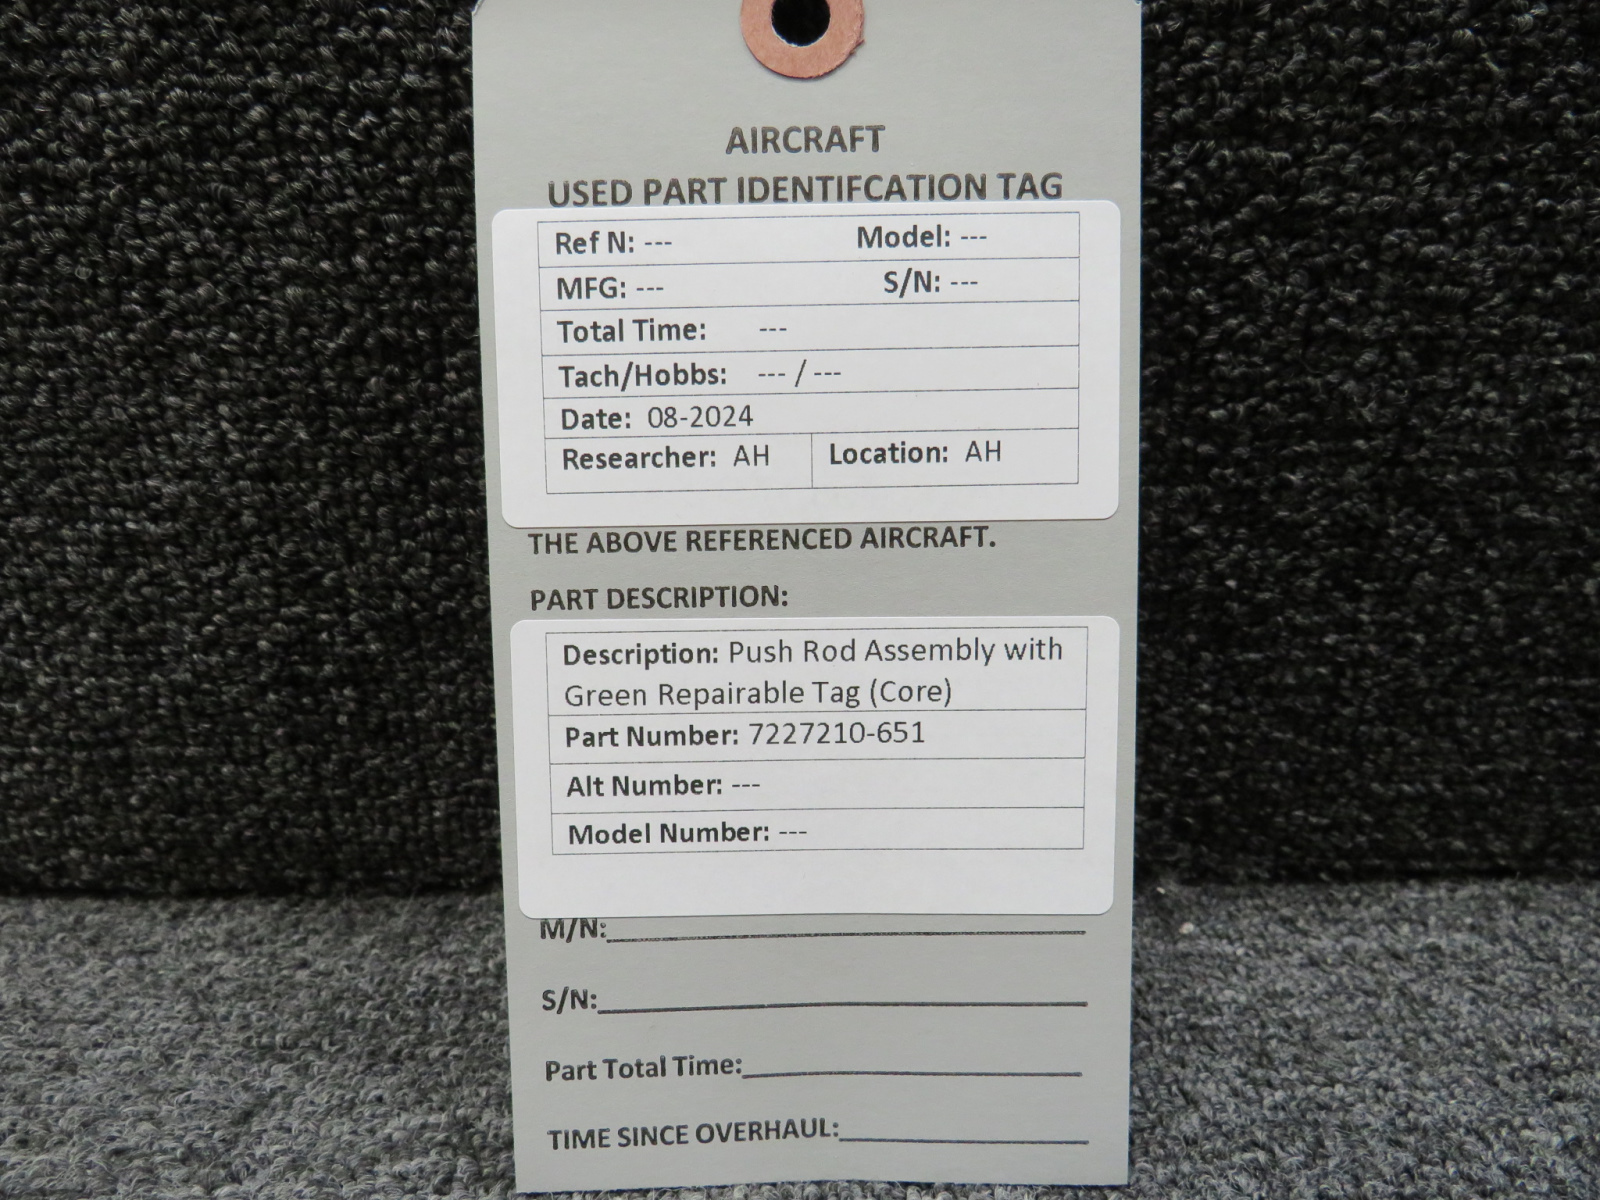 AIRCRAFT
USED PART IDENTIFCATION TAG
Ref N: --- Model: ---
MFG: --- S/N: ---
Total Time: ---
Tach/Hobbs: --- / ---
Date: 08-2024
Researcher: AH Location: AH
THE ABOVE REFERENCED AIRCRAFT.
PART DESCRIPTION:
Description: Push Rod Assembly with
Green Repairable Tag (Core)
Part Number: 7227210-651
Alt Number: ---
Model Number: ---
M/N:
S/N:
Part Total Time:
TIME SINCE OVERHAUL: